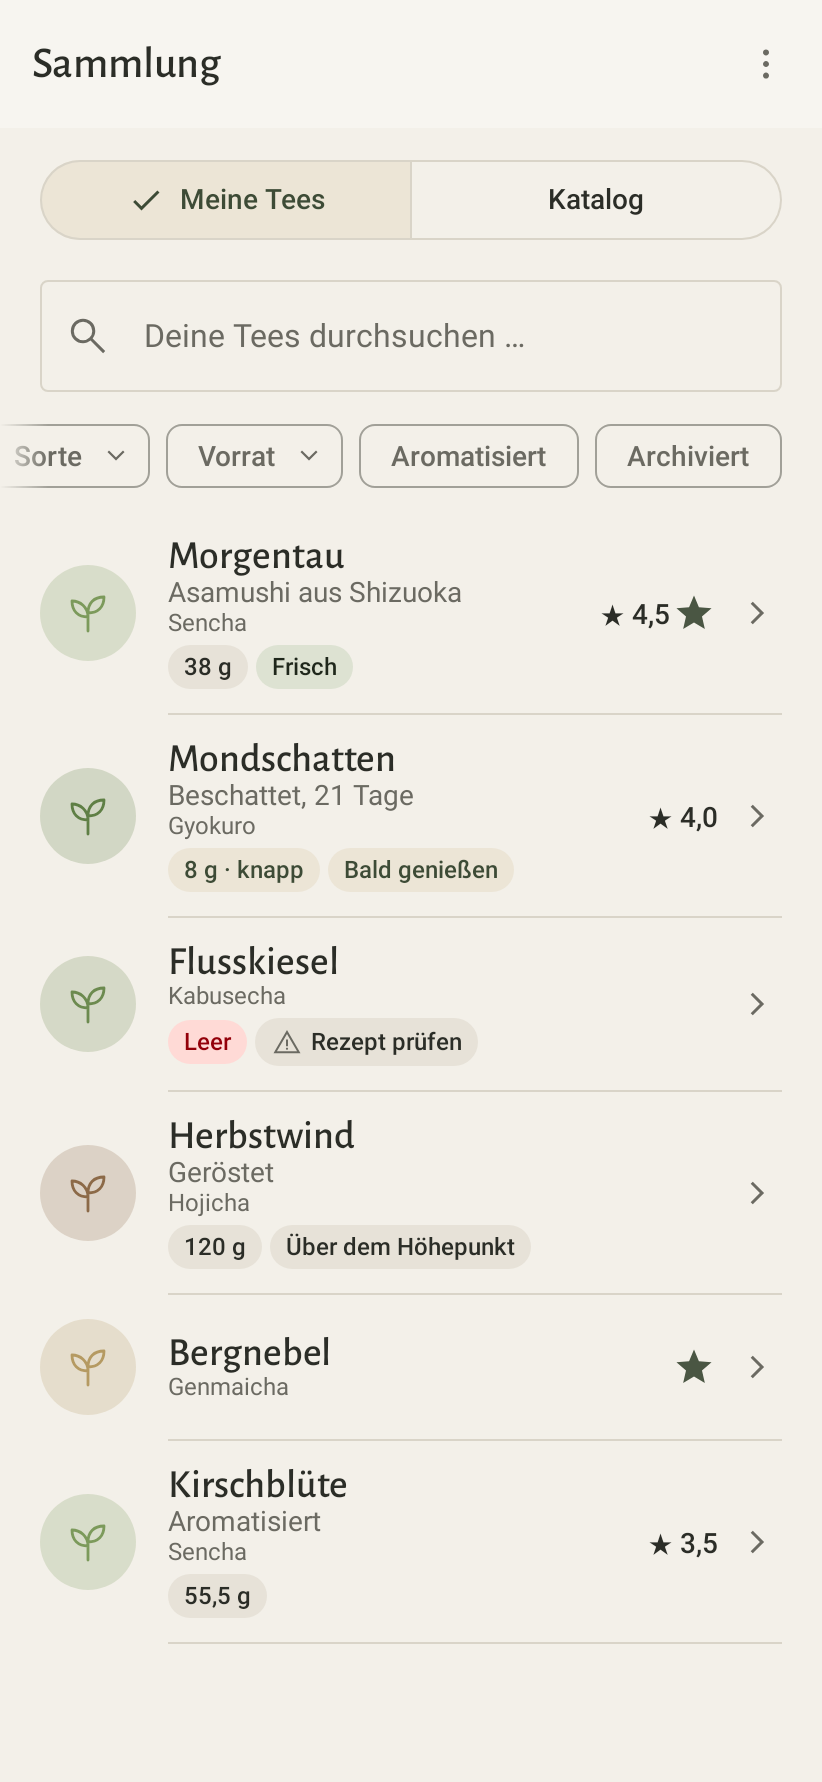 Sammlung
Meine Tees
Katalog
Deine Tees durchsuchen …
Sorte
Vorrat
Aromatisiert
Archiviert
Morgentau
Asamushi aus Shizuoka
Sencha
★ 4,5 ★
38 g
Frisch
Mondschatten
Beschattet, 21 Tage
Gyokuro
★ 4,0
8 g · knapp
Bald genießen
Flusskiesel
Kabusecha
Leer
Rezept prüfen
Herbstwind
Geröstet
Hojicha
120 g
Über dem Höhepunkt
Bergnebel
Genmaicha
★
Kirschblüte
Aromatisiert
Sencha
★ 3,5
55,5 g